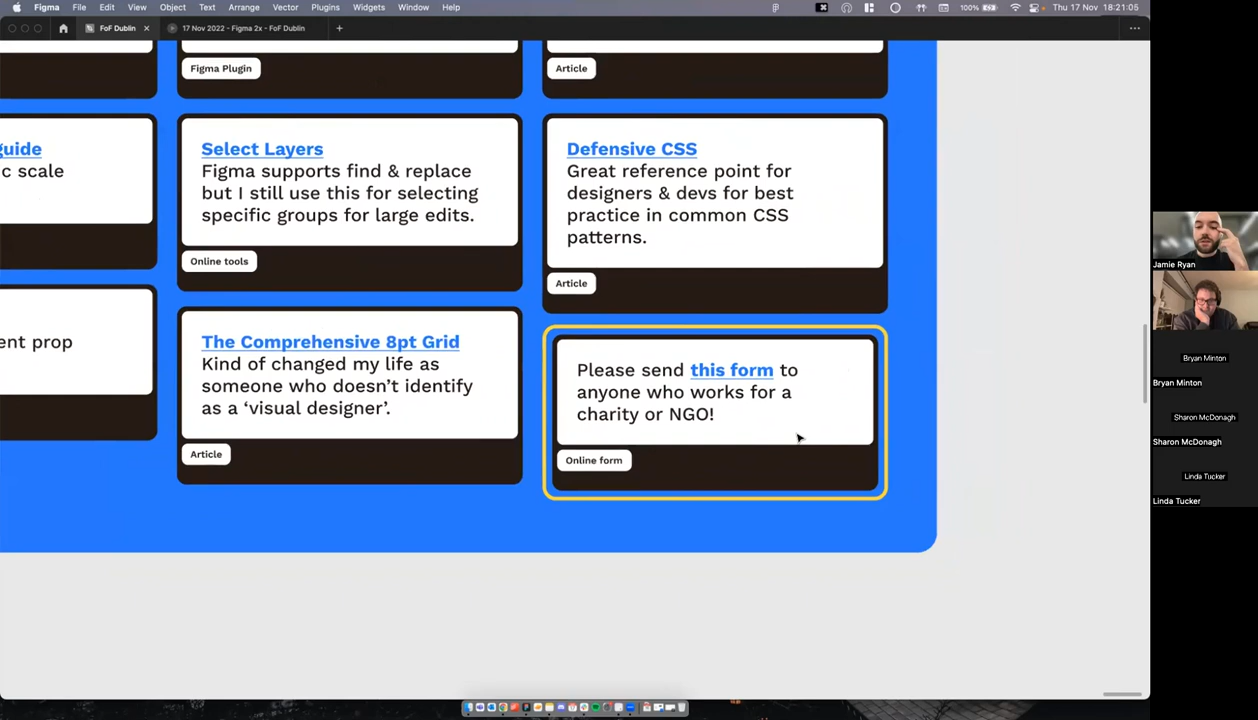 Figma File Edit View Object Text Arrange Vector Plugins Widgets Window Help
100% Thu 17 Nov 18:21:05
FoF Dublin
17 Nov 2022 - Figma 2x - FoF Dublin
Figma Plugin
Article
guide
c scale
ent prop
Select Layers
Figma supports find & replace
but I still use this for selecting
specific groups for large edits.
Online tools
The Comprehensive 8pt Grid
Kind of changed my life as
someone who doesn't identify
as a 'visual designer'.
Article
Defensive CSS
Great reference point for
designers & devs for best
practice in common CSS
patterns.
Article
Please send this form to
anyone who works for a
charity or NGO!
Online form
Jamie Ryan
Bryan Minton
Bryan Minton
Sharon McDonagh
Sharon McDonagh
Linda Tucker
Linda Tucker